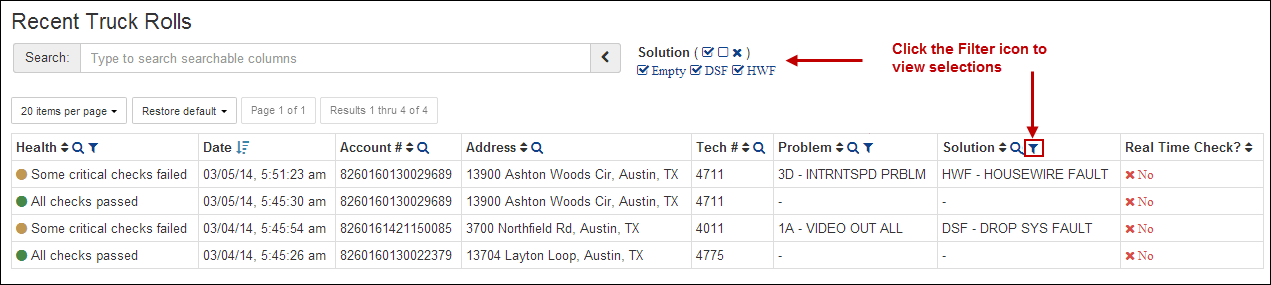 Recent Truck Rolls
Search: Type to search searchable columns
Solution ( )
Empty DSF HWF
Click the Filter icon to
view selections
20 items per page Restore default Page 1 of 1 Results 1 thru 4 of 4
Health Date Account # Address Tech # Problem Solution Real Time Check?
Some critical checks failed 03/05/14, 5:51:23 am 8260160130029689 13900 Ashton Woods Cir, Austin, TX 4711 3D - INTRNTSPD PRBLM HWF - HOUSEWIRE FAULT No
All checks passed 03/05/14, 5:45:30 am 8260160130029689 13900 Ashton Woods Cir, Austin, TX 4711 - - No
Some critical checks failed 03/04/14, 5:45:54 am 8260161421150085 3700 Northfield Rd, Austin, TX 4011 1A - VIDEO OUT ALL DSF - DROP SYS FAULT No
All checks passed 03/04/14, 5:45:26 am 8260160130022379 13704 Layton Loop, Austin, TX 4775 - - No